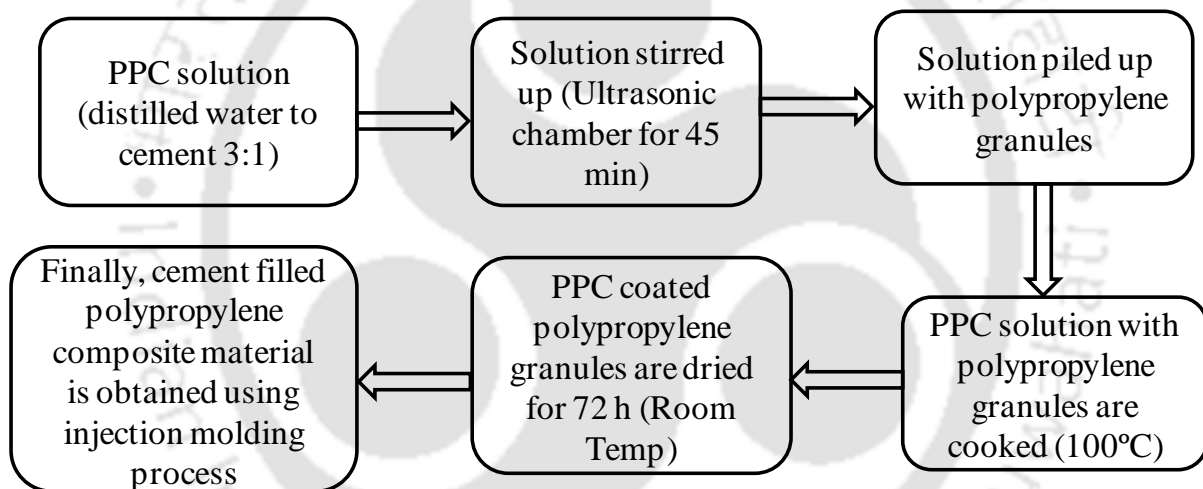 PPC solution
(distilled water to
cement 3:1)
Solution stirred
up (Ultrasonic
chamber for 45
min)
Solution piled up
with polypropylene
granules
PPC solution with
polypropylene
granules are
cooked (100ºC)
PPC coated
polypropylene
granules are dried
for 72 h (Room
Temp)
Finally, cement filled
polypropylene
composite material
is obtained using
injection molding
process